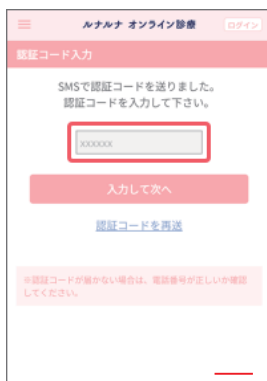 ルナルナ オンライン診療
ログイン
認証コード入力
SMSで認証コードを送りました。
認証コードを入力して下さい。
xxxxxx
入力して次へ
認証コードを再送
※認証コードが届かない場合は、電話番号が正しいか確認
してください。